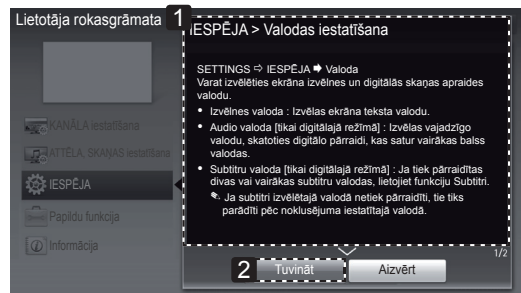 Lietotāja rokasgrāmata
1
IESPĒJA > Valodas iestatīšana
SETTINGS ⇨ IESPĒJA ➡ Valoda
Varat izvēlēties ekrāna izvēlnes un digitālās skaņas apraides
valodu.
• Izvēlnes valoda : Izvēlas ekrāna teksta valodu.
• Audio valoda [tikai digitālajā režīmā] : Izvēlas vajadzīgo
valodu, skatoties digitālo pārraidi, kas satur vairākas balss
valodas.
• Subtitru valoda [tikai digitālajā režīmā] : Ja tiek pārraidītas
divas vai vairākas subtitru valodas, lietojiet funkciju Subtitri.
Ja subtitri izvēlētajā valodā netiek pārraidīti, tie tiks
parādīti pēc noklusējuma iestatītajā valodā.
KANĀLA iestatīšana
ATTĒLA, SKAŅAS iestatīšana
IESPĒJA
Papildu funkcija
Informācija
1/2
2
Tuvināt
Aizvērt